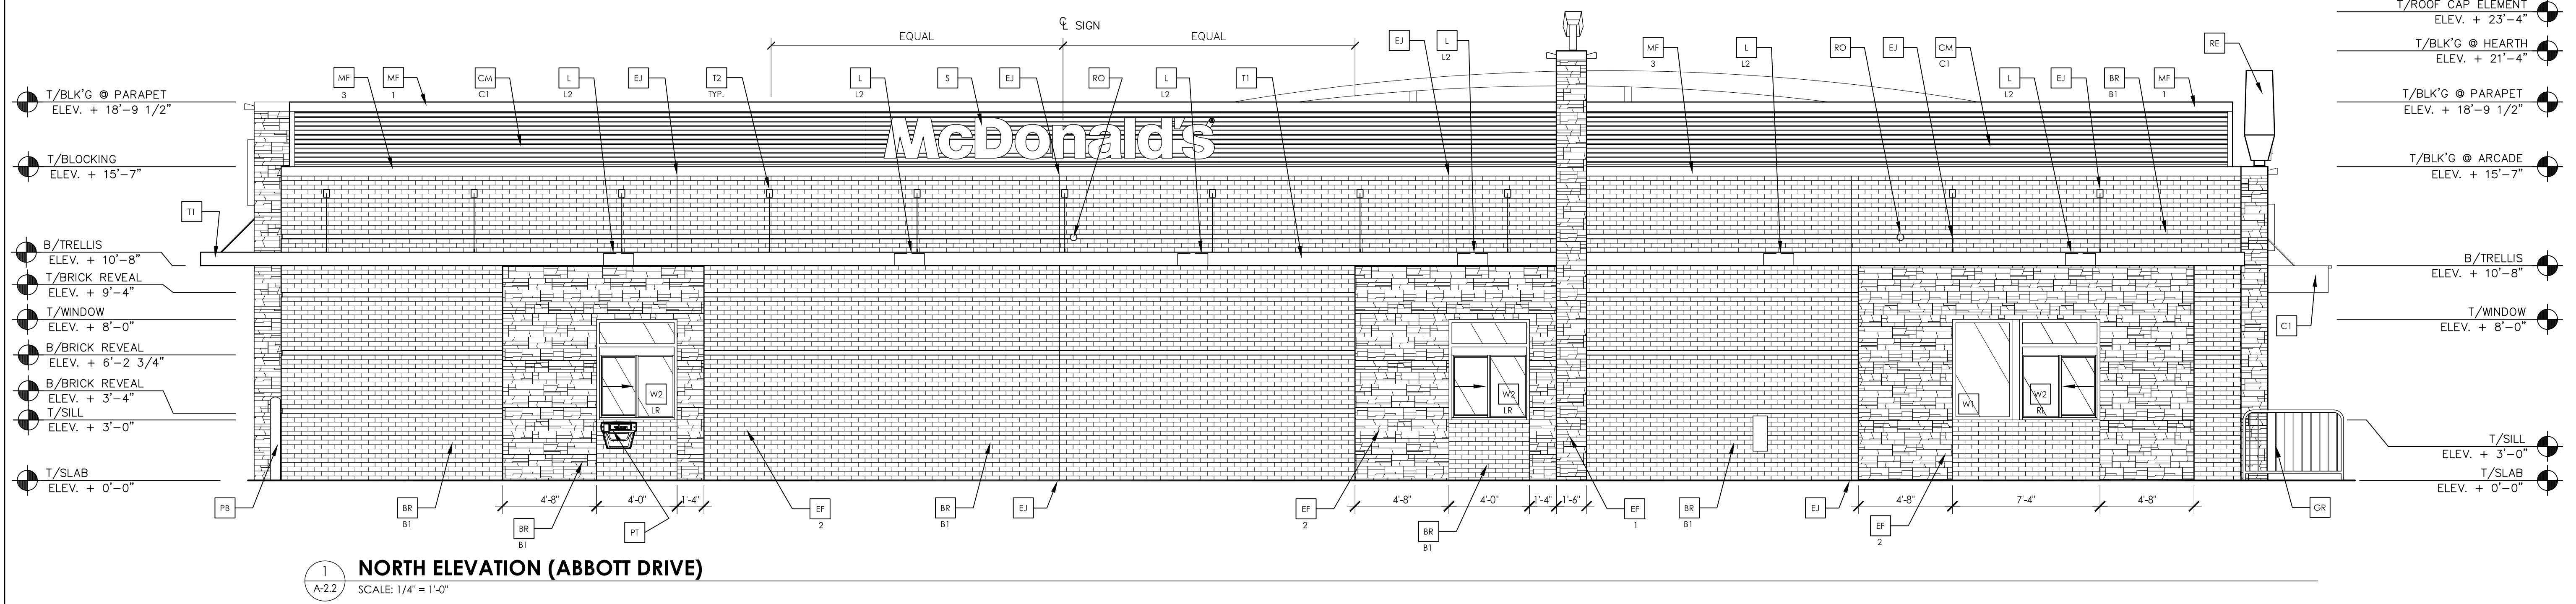 ℄ SIGN
EQUAL
EQUAL
T/ROOF CAP ELEMENT
ELEV. + 23'-4"
T/BLK'G @ HEARTH
ELEV. + 21'-4"
T/BLK'G @ PARAPET
ELEV. + 18'-9 1/2"
T/BLK'G @ ARCADE
ELEV. + 15'-7"
B/TRELLIS
ELEV. + 10'-8"
T/WINDOW
ELEV. + 8'-0"
T/SILL
ELEV. + 3'-0"
T/SLAB
ELEV. + 0'-0"
T/BLK'G @ PARAPET
ELEV. + 18'-9 1/2"
T/BLOCKING
ELEV. + 15'-7"
B/TRELLIS
ELEV. + 10'-8"
T/BRICK REVEAL
ELEV. + 9'-4"
T/WINDOW
ELEV. + 8'-0"
B/BRICK REVEAL
ELEV. + 6'-2 3/4"
B/BRICK REVEAL
ELEV. + 3'-4"
T/SILL
ELEV. + 3'-0"
T/SLAB
ELEV. + 0'-0"
MF
3
MF
1
CM
C1
L
L2
EJ
T2
TYP.
L
L2
S
EJ
RO
L
L2
T1
EJ
L
L2
MF
3
L
L2
RO
EJ
CM
C1
L
L2
EJ
BR
B1
MF
1
RE
T1
C1
McDonald's®
W2
LR
W2
LR
W1
W2
RL
PB
BR
B1
BR
B1
4'-8"
4'-0"
1'-4"
PT
EF
2
BR
B1
EJ
EF
2
4'-8"
4'-0"
1'-4"
1'-6"
BR
B1
EF
1
BR
B1
EJ
4'-8"
7'-4"
4'-8"
EF
2
GR
1
A-2.2
NORTH ELEVATION (ABBOTT DRIVE)
SCALE: 1/4" = 1'-0"